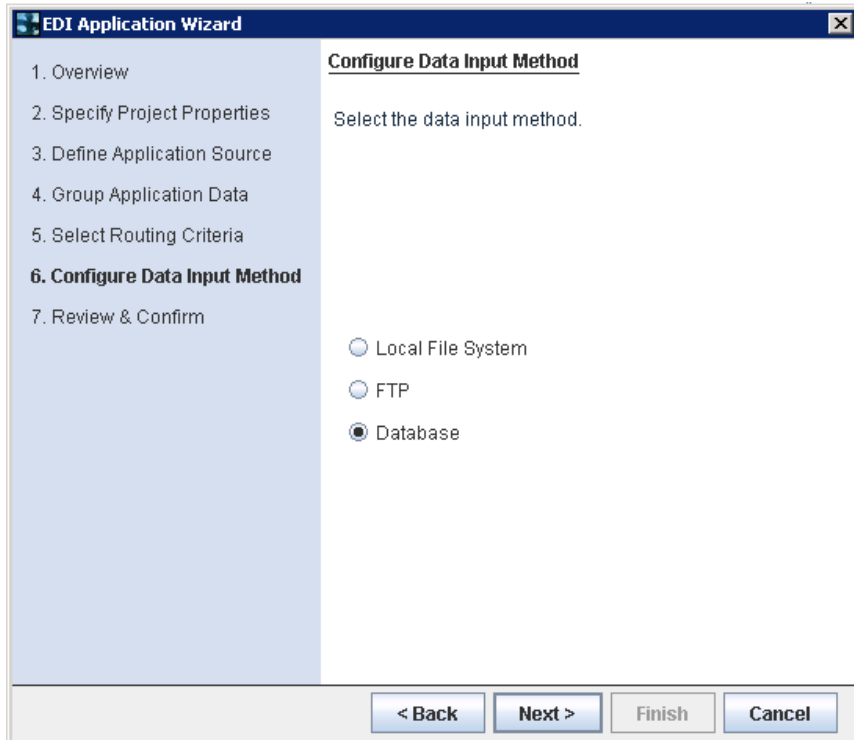 EDI Application Wizard
1. Overview
2. Specify Project Properties
3. Define Application Source
4. Group Application Data
5. Select Routing Criteria
6. Configure Data Input Method
7. Review & Confirm
Configure Data Input Method
Select the data input method.
Local File System
FTP
Database
< Back
Next >
Finish
Cancel